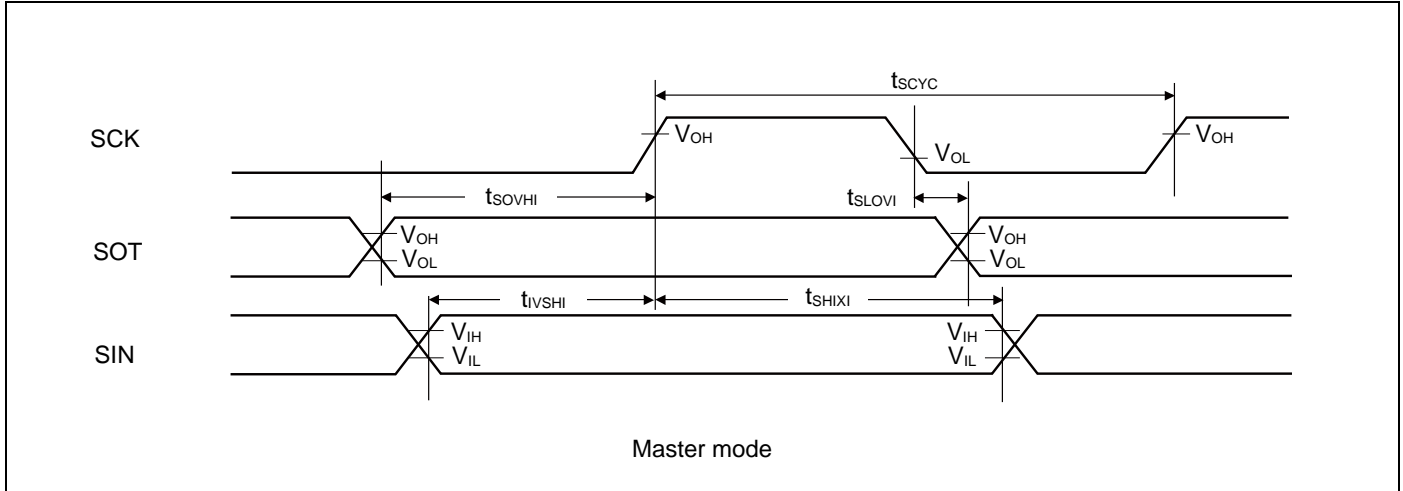 tSCYC
SCK
VOH
VOL
VOH
tSOVHI
tSLOVI
SOT
VOH
VOL
VOH
VOL
tIVSHI
tSHIXI
SIN
VIH
VIL
VIH
VIL
Master mode